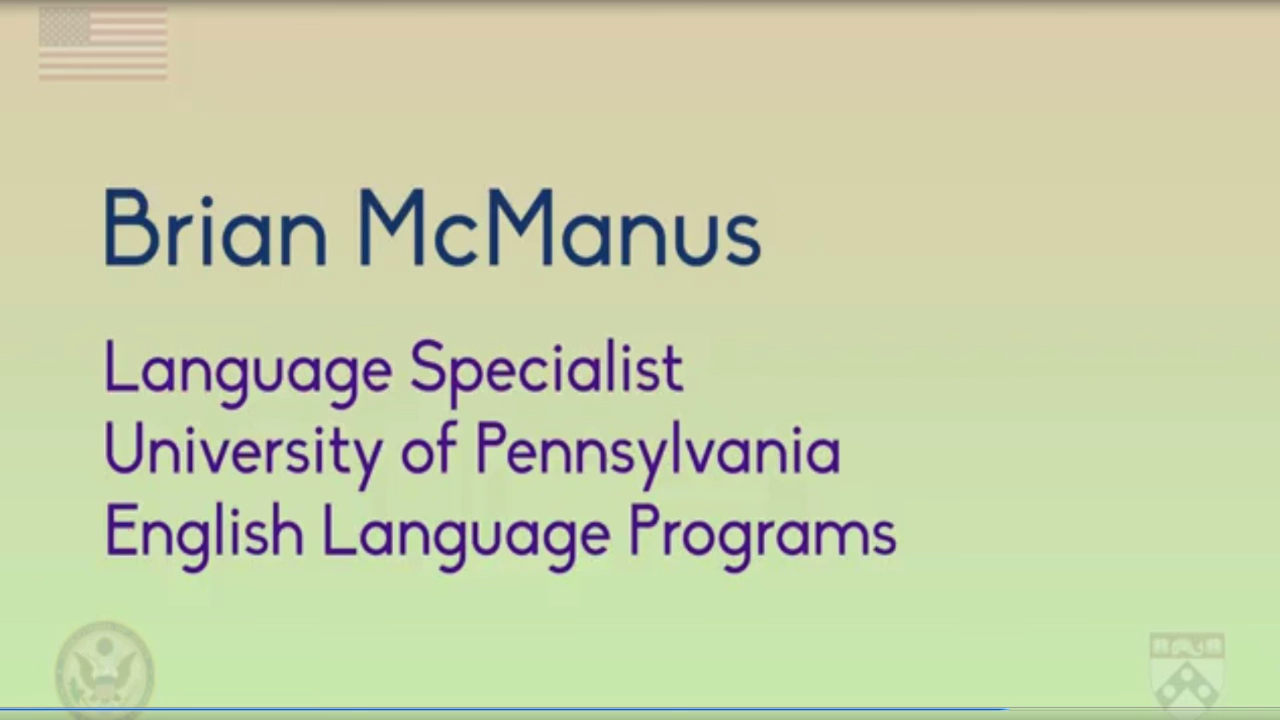 Brian McManus
Language Specialist
University of Pennsylvania
English Language Programs